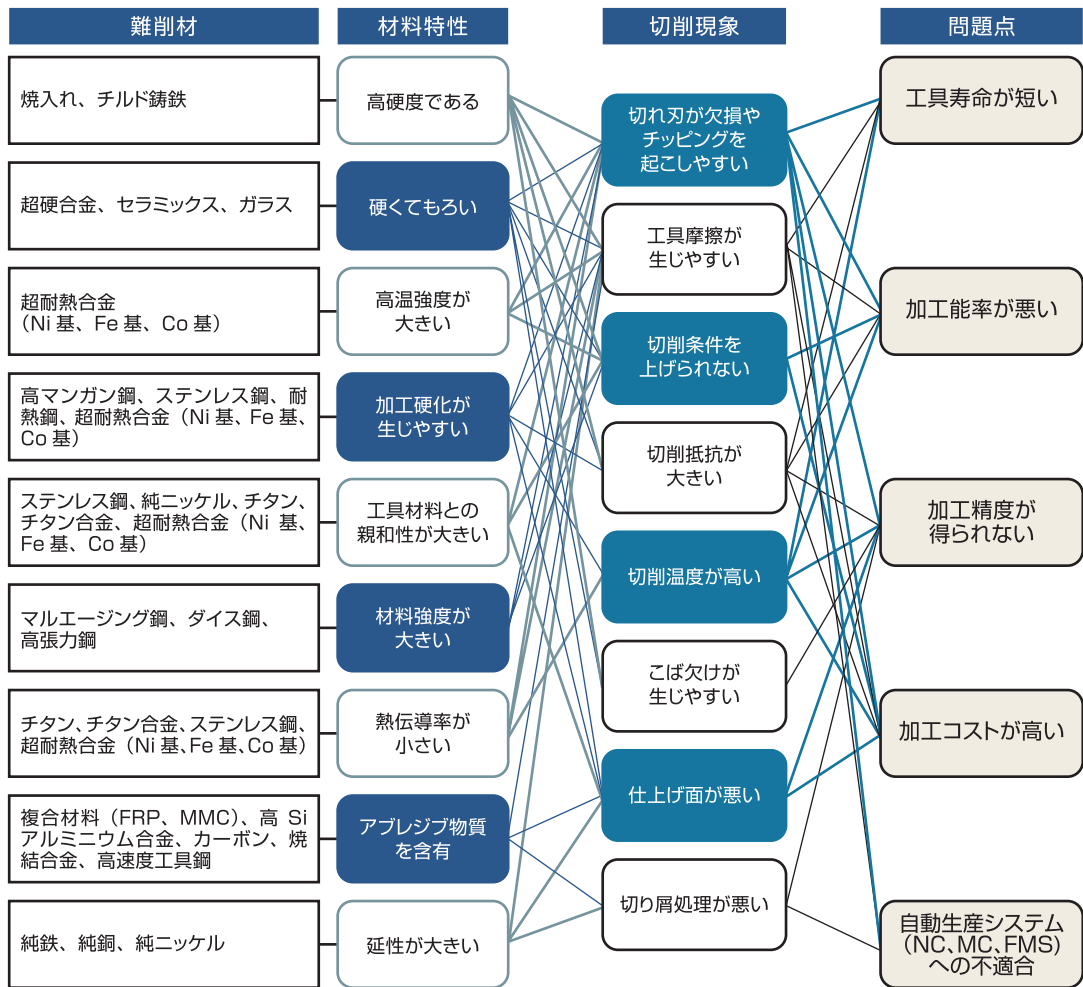 難削材
材料特性
切削現象
問題点
焼入れ、チルド鋳鉄
超硬合金、セラミックス、ガラス
超耐熱合金
（Ni 基、Fe 基、Co 基）
高マンガン鋼、ステンレス鋼、耐
熱鋼、超耐熱合金（Ni 基、Fe 基、
Co 基）
ステンレス鋼、純ニッケル、チタン、
チタン合金、超耐熱合金（Ni 基、
Fe 基、Co 基）
マルエージング鋼、ダイス鋼、
高張力鋼
チタン、チタン合金、ステンレス鋼、
超耐熱合金（Ni 基、Fe 基、Co 基）
複合材料（FRP、MMC）、高 Si
アルミニウム合金、カーボン、焼
結合金、高速度工具鋼
純鉄、純銅、純ニッケル
高硬度である
硬くてもろい
高温強度が
大きい
加工硬化が
生じやすい
工具材料との
親和性が大きい
材料強度が
大きい
熱伝導率が
小さい
アブレジブ物質
を含有
延性が大きい
切れ刃が欠損や
チッピングを
起こしやすい
工具摩擦が
生じやすい
切削条件を
上げられない
切削抵抗が
大きい
切削温度が高い
こば欠けが
生じやすい
仕上げ面が悪い
切り屑処理が悪い
工具寿命が短い
加工能率が悪い
加工精度が
得られない
加工コストが高い
自動生産システム
（NC、MC、FMS）
への不適合